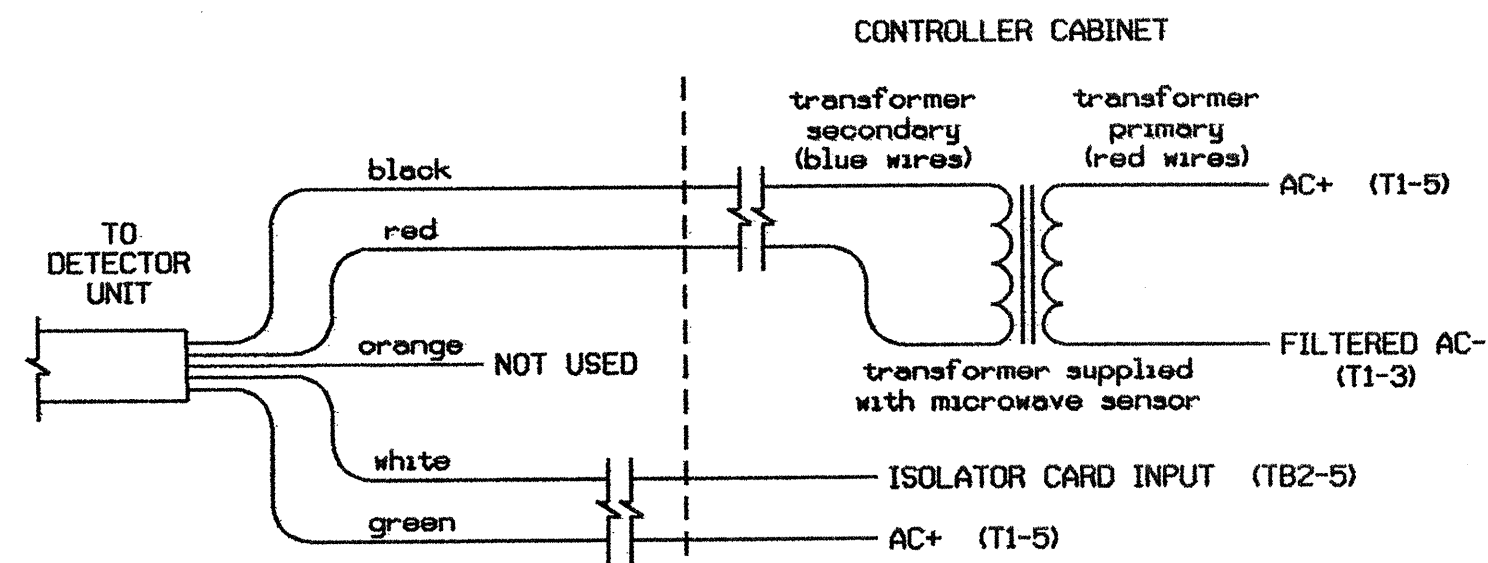 CONTROLLER CABINET
transformer
secondary
(blue wires)
transformer
primary
(red wires)
black
AC+ (T1-5)
red
TO
DETECTOR
UNIT
orange
NOT USED
FILTERED AC-
(T1-3)
transformer supplied
with microwave sensor
white
ISOLATOR CARD INPUT (TB2-5)
green
AC+ (T1-5)